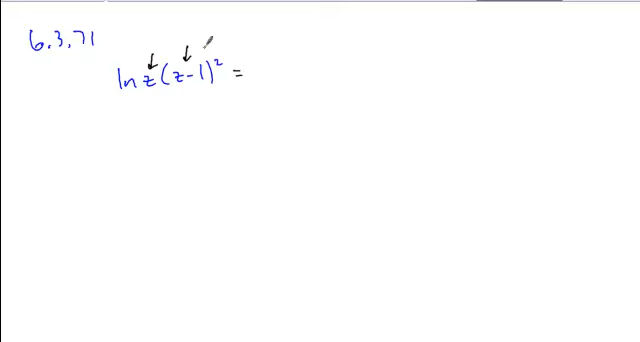 6.3.71
ln z (z-1)² =